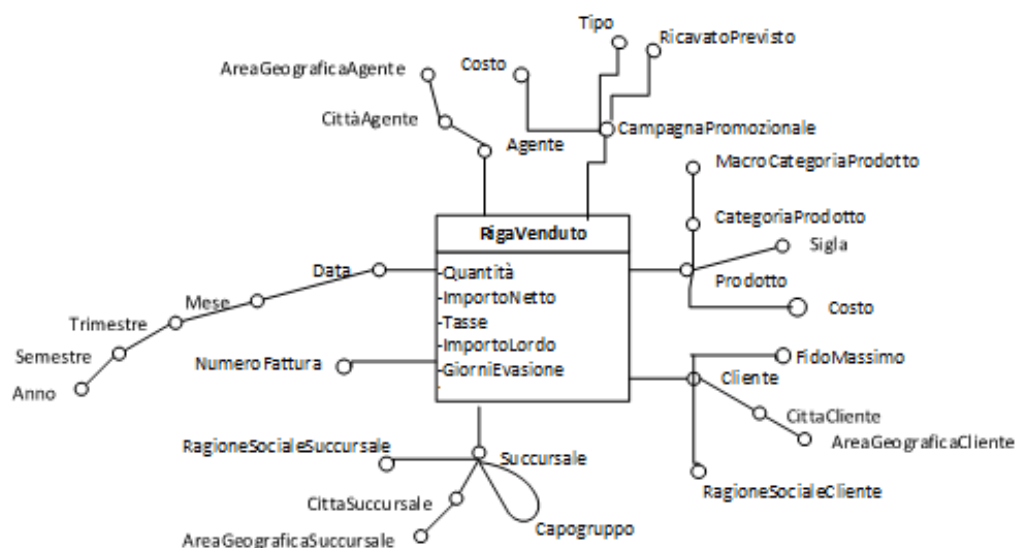 Tipo
RicavatoPrevisto
AreaGeograficaAgente
Costo
CittàAgente
Agente
CampagnaPromozionale
MacroCategoriaProdotto
CategoriaProdotto
RigaVenduto
Sigla
Data
-Quantità
Prodotto
Mese
-ImportoNetto
Costo
Trimestre
-Tasse
Semestre
-ImportoLordo
NumeroFattura
-GiorniEvasione
FidoMassimo
Anno
Cliente
CittaCliente
AreaGeograficaCliente
RagioneSocialeSuccursale
Succursale
RagioneSocialeCliente
CittaSuccursale
Capogruppo
AreaGeograficaSuccursale